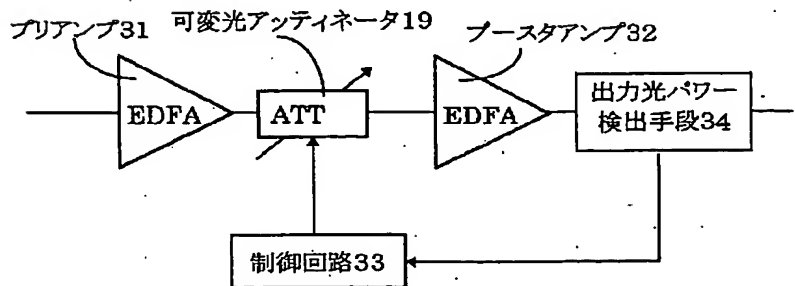 プリアンプ31
可変光アッティネータ19
ブースタアンプ32
EDFA
ATT
EDFA
出力光パワー
検出手段34
制御回路33